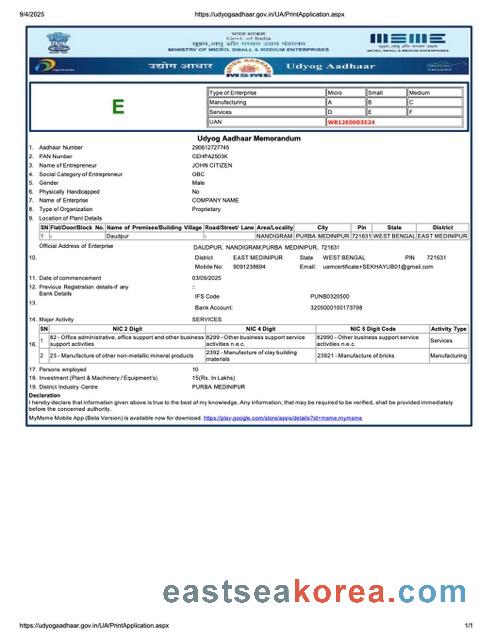 9/4/2025 https://udyogaadhaar.gov.in/UA/PrintApplication.aspx
भारत सरकार
Govt. of India
सूक्ष्म, लघु और मध्यम उद्यम मंत्रालय
MINISTRY OF MICRO, SMALL & MEDIUM ENTERPRISES
MSME
MICRO, SMALL & MEDIUM ENTERPRISES
उद्योग आधार MSME Udyog Aadhaar
E
Type of Enterprise Micro Small Medium
Manufacturing A B C
Services D E F
UAN WB12E0003524
Udyog Aadhaar Memorandum
1. Aadhaar Number 290612727745
2. PAN Number CEHPA2503K
3. Name of Entrepreneur JOHN CITIZEN
4. Social Category of Entrepreneur OBC
5. Gender Male
6. Physically Handicapped No
7. Name of Enterprise COMPANY NAME
8. Type of Organization Proprietary
9. Location of Plant Details
SN Flat/Door/Block No. Name of Premises/Building Village Road/Street/ Lane Area/Locality City Pin State District
1 - Daudpur - NANDIGRAM PURBA MEDINIPUR 721631 WEST BENGAL EAST MEDINIPUR
Official Address of Enterprise DAUDPUR, NANDIGRAM,PURBA MEDINIPUR, 721631
10. District EAST MEDINIPUR State WEST BENGAL PIN 721631
Mobile No: 9091238694 Email: uamcertificate+SEKHAYUB01@gmail.com
11. Date of commencement 03/05/2025
12. Previous Registration details-if any ::
Bank Details IFS Code PUNB0320500
13. Bank Account: 3205000100173798
14. Major Activity SERVICES
SN NIC 2 Digit NIC 4 Digit NIC 5 Digit Code Activity Type
1 82 - Office administrative, office support and other business support activities 8299 - Other business support service activities n.e.c. 82990 - Other business support service activities n.e.c. Services
16.
2 23 - Manufacture of other non-metallic mineral products 2392 - Manufacture of clay building materials 23921 - Manufacture of bricks Manufacturing
17. Persons employed 10
18. Investment (Plant & Machinery / Equipment's) 15(Rs. In Lakhs)
19. District Industry Centre PURBA MEDINIPUR
Declaration
I hereby declare that information given above is true to the best of my knowledge. Any information, that may be required to be verified, shall be provided immediately
before the concerned authority.
MyMsme Mobile App (Beta Version) is available now for download. https://play.google.com/store/apps/details?id=msme.mymsme
eastseakorea.com
https://udyogaadhaar.gov.in/UA/PrintApplication.aspx 1/1